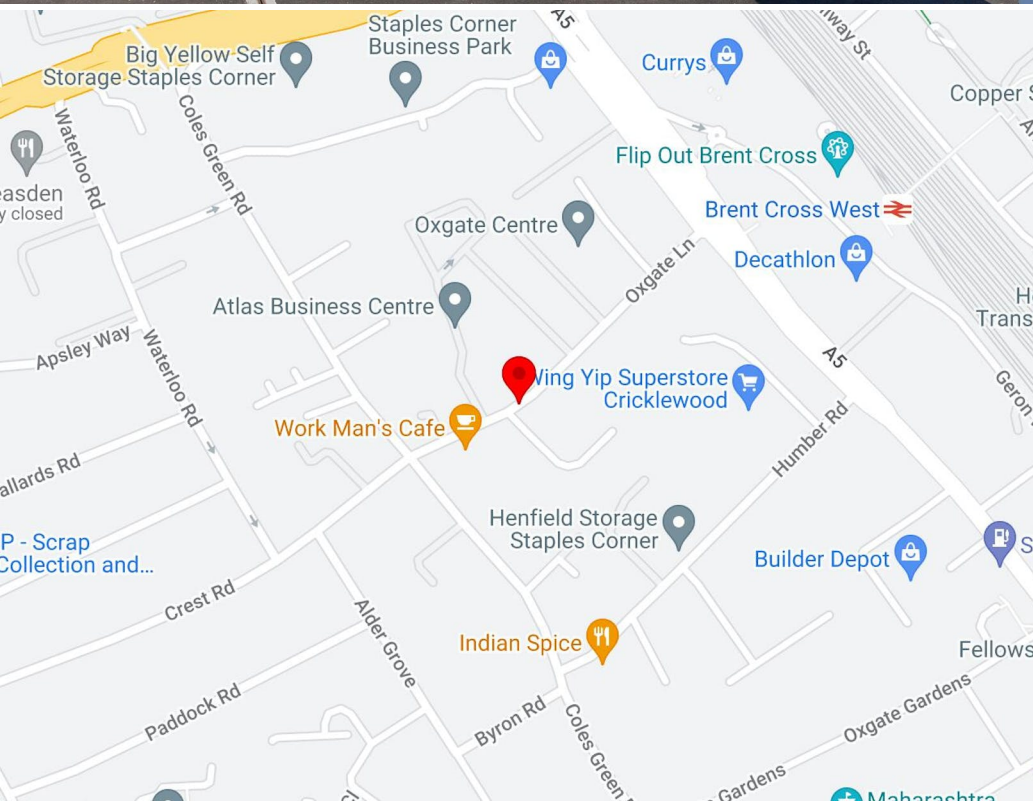 A5
Staples Corner
Business Park
Big Yellow Self
Storage Staples Corner
Currys
Copper
Waterloo Rd
Coles Green Rd
Flip Out Brent Cross
easden
y closed
Brent Cross West
Oxgate Centre
Decathlon
Oxgate Ln
Atlas Business Centre
Trans
Apsley Way
Waterloo Rd
A5
Wing Yip Superstore
Cricklewood
Geron
Work Man's Cafe
Humber Rd
allards Rd
Henfield Storage
Staples Corner
P - Scrap
Collection and...
Builder Depot
S
Crest Rd
Alder Grove
Indian Spice
Fellows
Paddock Rd
Oxgate Gardens
Byron Rd
Coles Green
Gardens
Maharashtra